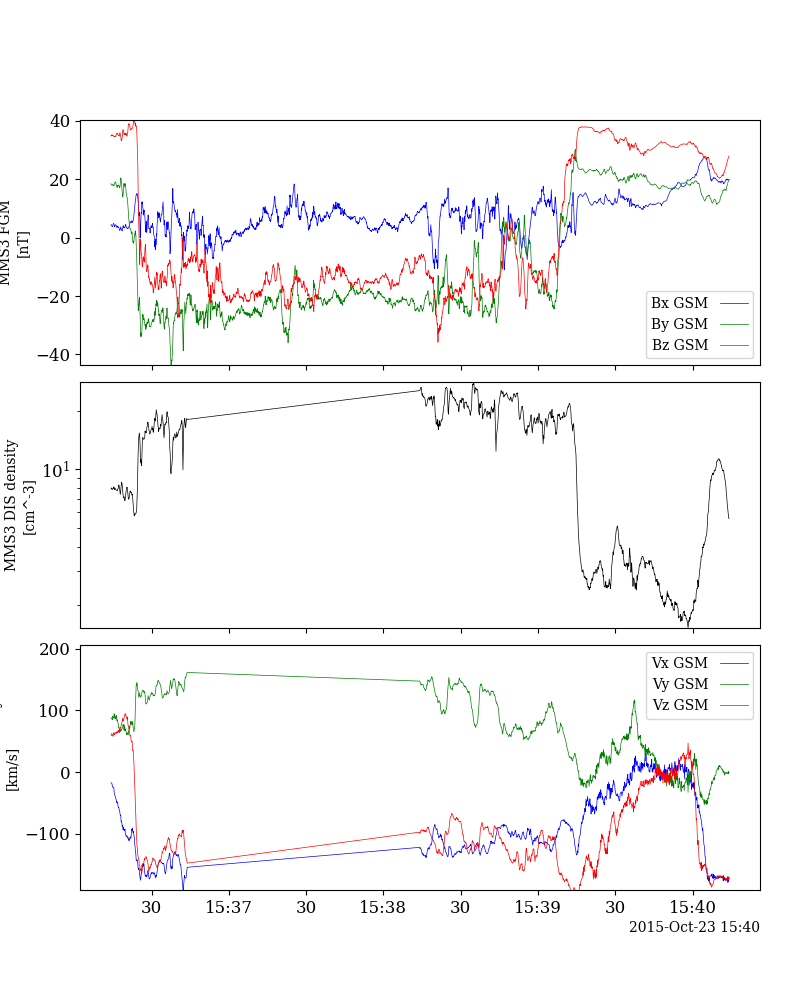 40
20
0
−20
−40
MMS3 FGM
[nT]
Bx GSM
By GSM
Bz GSM
10^1
MMS3 DIS density
[cm^-3]
200
100
0
−100
[km/s]
Vx GSM
Vy GSM
Vz GSM
30
15:37
30
15:38
30
15:39
30
15:40
2015-Oct-23 15:40